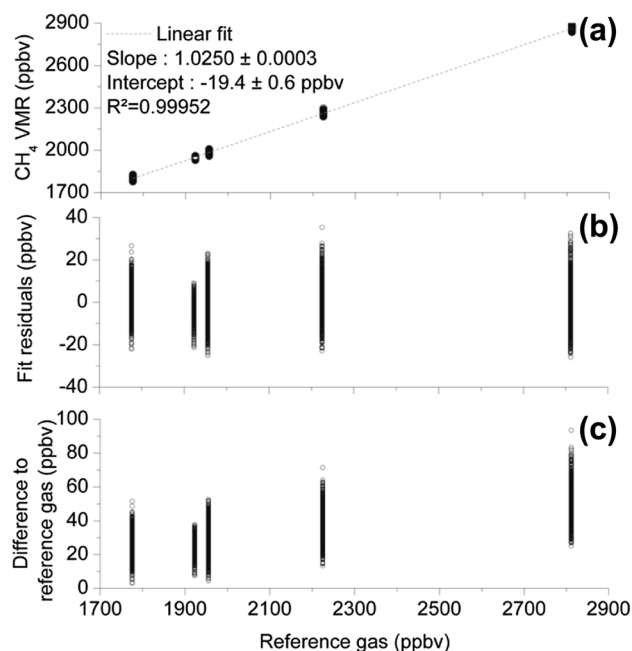 2900
2600
2300
2000
1700
CH₄ VMR (ppbv)
Linear fit
Slope : 1.0250 ± 0.0003
Intercept : -19.4 ± 0.6 ppbv
R²=0.99952
(a)
40
20
0
-20
-40
Fit residuals (ppbv)
(b)
100
80
60
40
20
0
Difference to
reference gas (ppbv)
(c)
1700 1900 2100 2300 2500 2700 2900
Reference gas (ppbv)